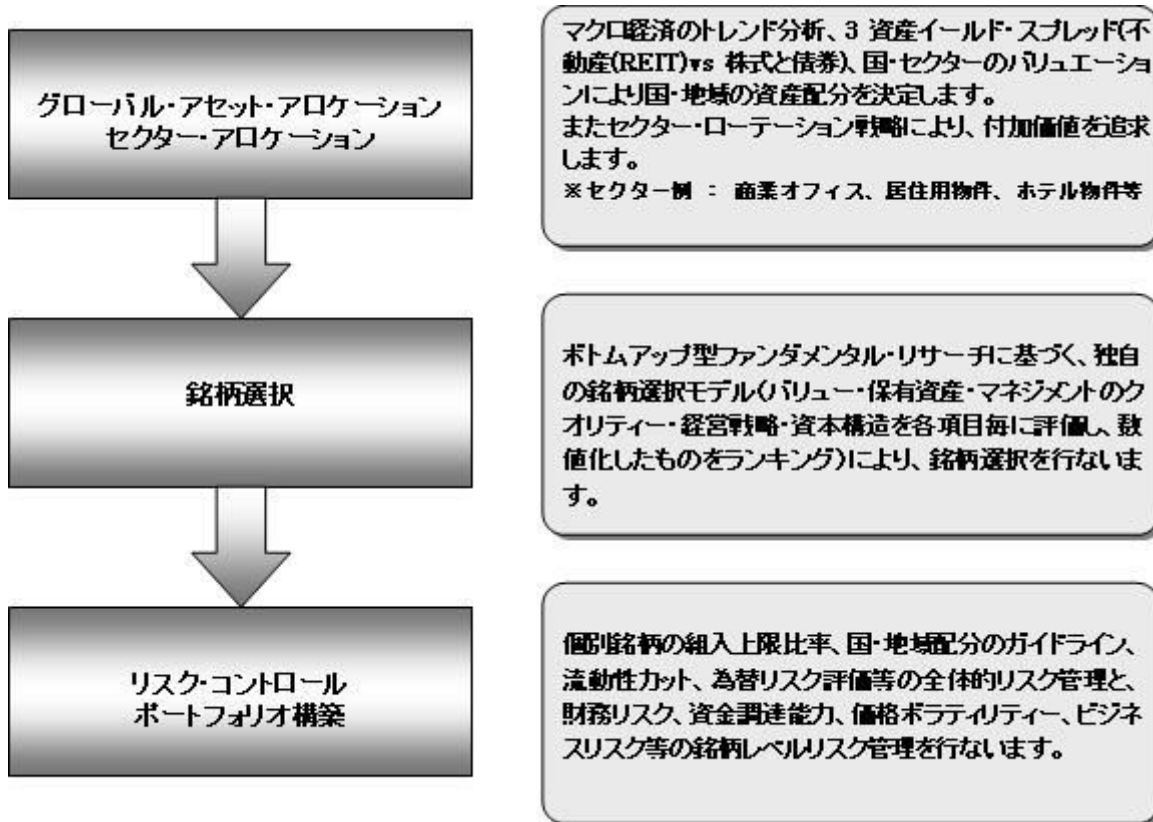 グローバル・アセット・アロケーション
セクター・アロケーション
マクロ経済のトレンド分析、3 資産イールド・スプレッド(不
動産(REIT)vs 株式と債券)、国・セクターのバリュエーショ
ンにより国・地域の資産配分を決定します。
またセクター・ローテーション戦略により、付加価値を追求
します。
※セクター例 : 商業オフィス、居住用物件、ホテル物件等
銘柄選択
ボトムアップ型ファンダメンタル・リサーチに基づく、独自
の銘柄選択モデル(バリュー・保有資産・マネジメントのク
オリティー・経営戦略・資本構造を各項目毎に評価し、数
値化したものをランキング)により、銘柄選択を行ないま
す。
リスク・コントロール
ポートフォリオ構築
個別銘柄の組入上限比率、国・地域配分のガイドライン、
流動性カット、為替リスク評価等の全体的リスク管理と、
財務リスク、資金調達能力、価格ボラティリティー、ビジネ
スリスク等の銘柄レベルリスク管理を行ないます。